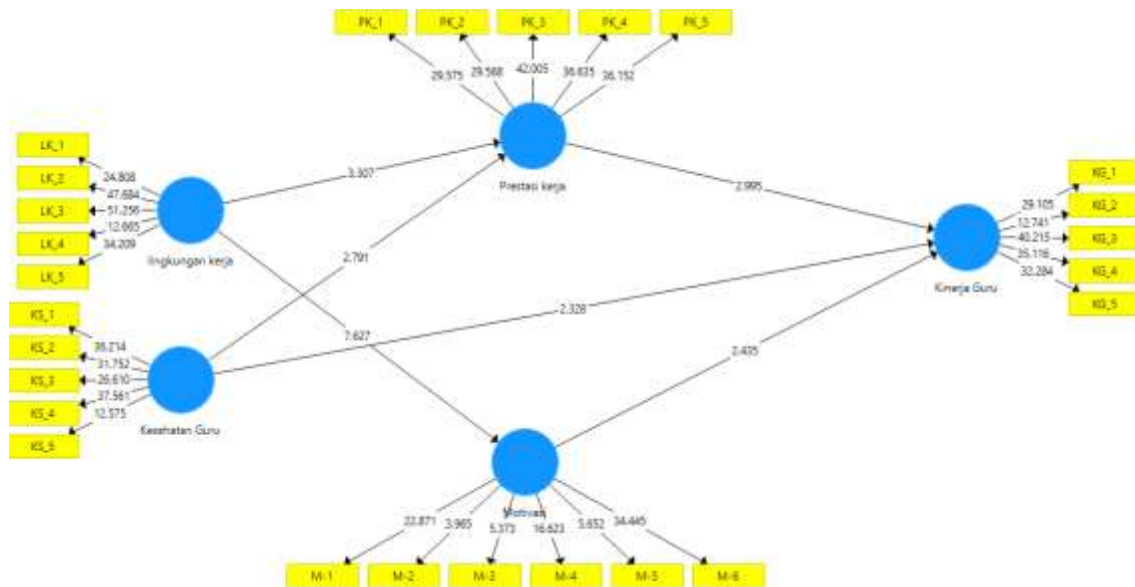 PK_1 PK_2 PK_3 PK_4 PK_5
29.575 29.568 42.005 36.635 36.152
Prestasi kerja
LK_1
LK_2
LK_3
LK_4
LK_5
24.808
47.684
51.256
12.665
34.209
lingkungan kerja
3.307
2.791
7.627
2.995
2.328
2.435
KG_1
KG_2
KG_3
KG_4
KG_5
29.105
12.741
40.215
35.116
32.284
Kinerja Guru
KS_1
KS_2
KS_3
KS_4
KS_5
36.214
31.752
26.610
37.561
12.575
Kesehatan Guru
Motivasi
22.871 3.965 5.373 16.623 3.652 34.445
M-1 M-2 M-3 M-4 M-5 M-6